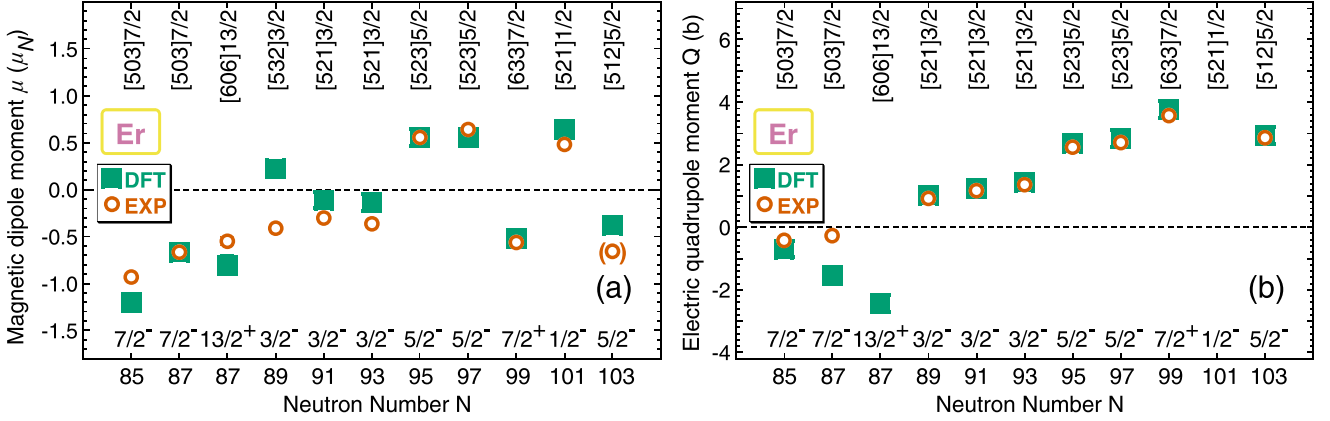 Magnetic dipole moment μ (μN)
1.5
1.0
0.5
0.0
-0.5
-1.0
-1.5
[503]7/2 [503]7/2 [606]13/2 [532]3/2 [521]3/2 [521]3/2 [523]5/2 [523]5/2 [633]7/2 [521]1/2 [512]5/2
Er
DFT
EXP
( )
(a)
7/2- 7/2- 13/2+ 3/2- 3/2- 3/2- 5/2- 5/2- 7/2+ 1/2- 5/2-
85 87 87 89 91 93 95 97 99 101 103
Neutron Number N
Electric quadrupole moment Q (b)
6
4
2
0
-2
-4
[503]7/2 [503]7/2 [606]13/2 [521]3/2 [521]3/2 [521]3/2 [523]5/2 [523]5/2 [633]7/2 [521]1/2 [512]5/2
Er
DFT
EXP
(b)
7/2- 7/2- 13/2+ 3/2- 3/2- 3/2- 5/2- 5/2- 7/2+ 1/2- 5/2-
85 87 87 89 91 93 95 97 99 101 103
Neutron Number N